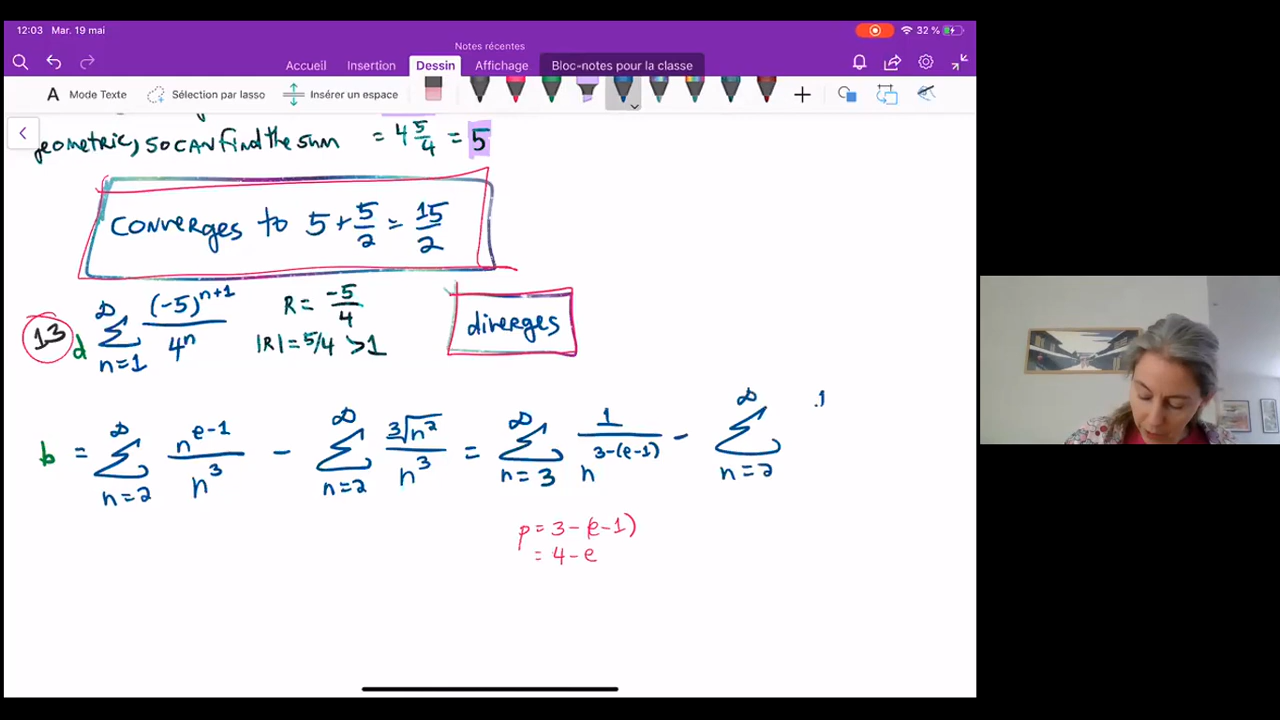 12:03 Mar. 19 mai
32 %
Notes récentes
Accueil Insertion Dessin Affichage Bloc-notes pour la classe
A Mode Texte Sélection par lasso Insérer un espace
geometric, so CAN find the sum = 4 5/4 = 5
Converges to 5 + 5/2 = 15/2
13 d ∞ Σ n=1 (-5)^{n+1}/4^n R = -5/4 diverges
|R| = 5/4 > 1
b = ∞ Σ n=2 n^{e-1}/n^3 - ∞ Σ n=2 ∛n^2/n^3 = ∞ Σ n=3 1/n^{3-(e-1)} - ∞ Σ n=2 1
p = 3-(e-1)
= 4-e